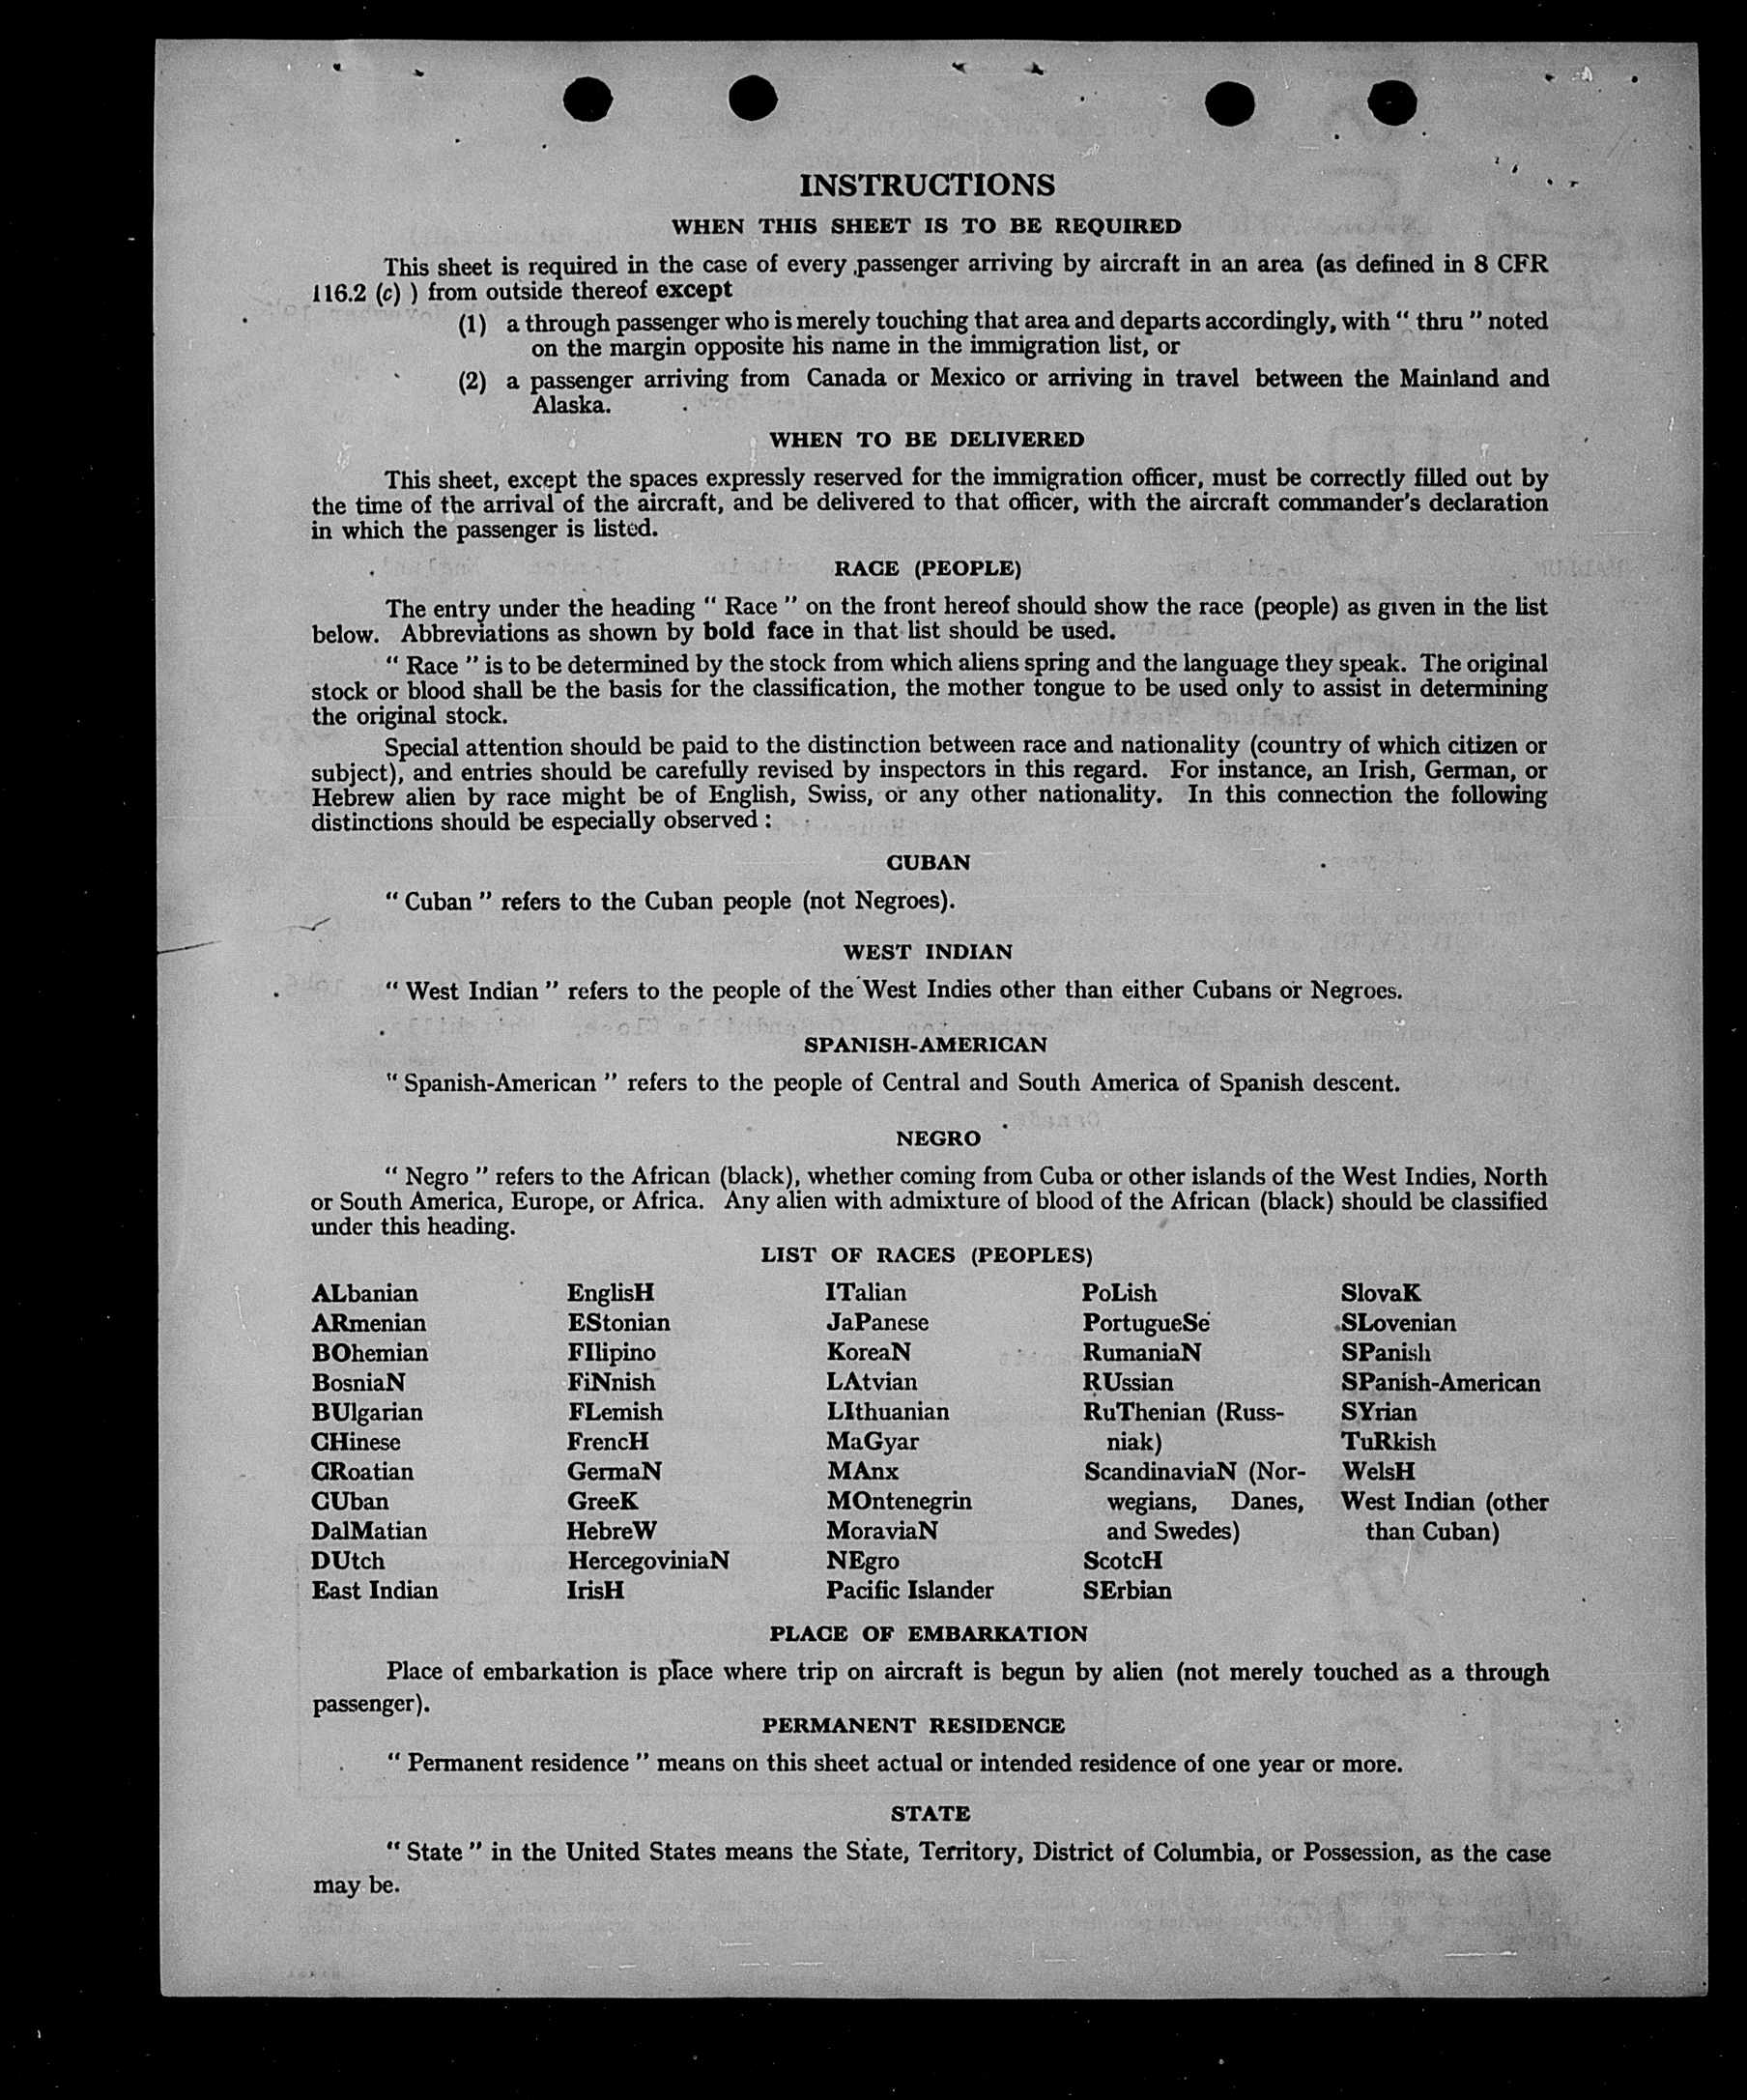 INSTRUCTIONS
WHEN THIS SHEET IS TO BE REQUIRED
This sheet is required in the case of every passenger arriving by aircraft in an area (as defined in 8 CFR
116.2 (c) ) from outside thereof except
(1) a through passenger who is merely touching that area and departs accordingly, with “ thru ” noted
on the margin opposite his name in the immigration list, or
(2) a passenger arriving from Canada or Mexico or arriving in travel between the Mainland and
Alaska.
WHEN TO BE DELIVERED
This sheet, except the spaces expressly reserved for the immigration officer, must be correctly filled out by
the time of the arrival of the aircraft, and be delivered to that officer, with the aircraft commander's declaration
in which the passenger is listed.
RACE (PEOPLE)
The entry under the heading “ Race ” on the front hereof should show the race (people) as given in the list
below. Abbreviations as shown by bold face in that list should be used.
“ Race ” is to be determined by the stock from which aliens spring and the language they speak. The original
stock or blood shall be the basis for the classification, the mother tongue to be used only to assist in determining
the original stock.
Special attention should be paid to the distinction between race and nationality (country of which citizen or
subject), and entries should be carefully revised by inspectors in this regard. For instance, an Irish, German, or
Hebrew alien by race might be of English, Swiss, or any other nationality. In this connection the following
distinctions should be especially observed :
CUBAN
“ Cuban ” refers to the Cuban people (not Negroes).
WEST INDIAN
“ West Indian ” refers to the people of the West Indies other than either Cubans or Negroes.
SPANISH-AMERICAN
“ Spanish-American ” refers to the people of Central and South America of Spanish descent.
NEGRO
“ Negro ” refers to the African (black), whether coming from Cuba or other islands of the West Indies, North
or South America, Europe, or Africa. Any alien with admixture of blood of the African (black) should be classified
under this heading.
LIST OF RACES (PEOPLES)
ALbanian
ARmenian
BOhemian
BosniaN
BUlgarian
CHinese
CRoatian
CUban
DalMatian
DUtch
East Indian
EnglisH
EStonian
FIlipino
FiNnish
FLemish
FrencH
GermaN
GreeK
HebreW
HercegoviniaN
IrisH
ITalian
JaPanese
KoreaN
LAtvian
LIthuanian
MaGyar
MAnx
MOntenegrin
MoraviaN
NEgro
Pacific Islander
PoLish
PortugueSe
RumaniaN
RUssian
RuThenian (Russ-
niak)
ScandinaviaN (Nor-
wegians, Danes,
and Swedes)
ScotcH
SErbian
SlovaK
SLovenian
SPanish
SPanish-American
SYrian
TuRkish
WelsH
West Indian (other
than Cuban)
PLACE OF EMBARKATION
Place of embarkation is place where trip on aircraft is begun by alien (not merely touched as a through
passenger).
PERMANENT RESIDENCE
“ Permanent residence ” means on this sheet actual or intended residence of one year or more.
STATE
“ State ” in the United States means the State, Territory, District of Columbia, or Possession, as the case
may be.